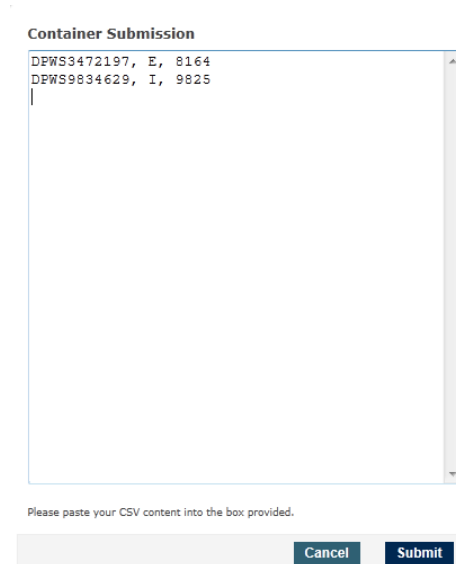 Container Submission
DPWS3472197, E, 8164
DPWS9834629, I, 9825
Please paste your CSV content into the box provided.
Cancel Submit